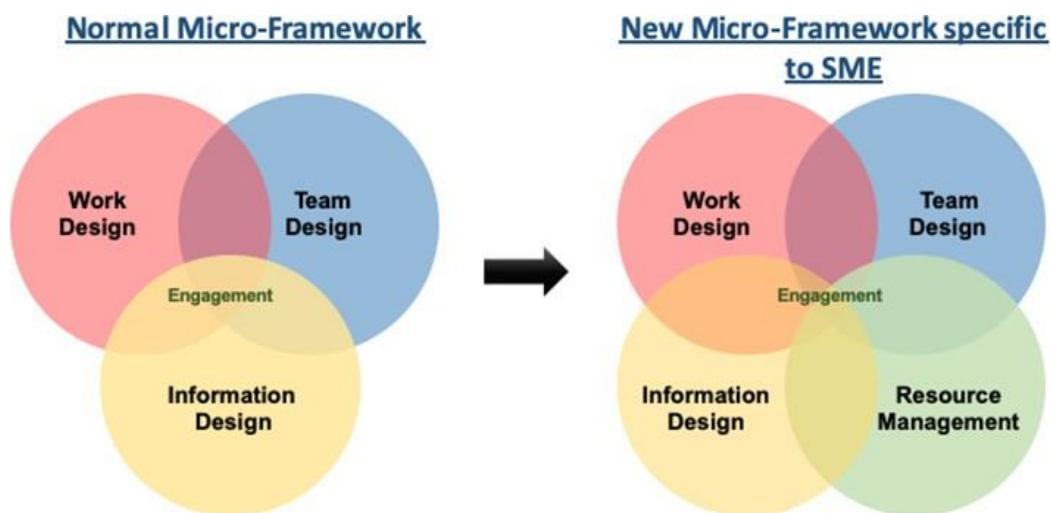 Normal Micro-Framework
Work
Design
Team
Design
Engagement
Information
Design
New Micro-Framework specific
to SME
Work
Design
Team
Design
Engagement
Information
Design
Resource
Management